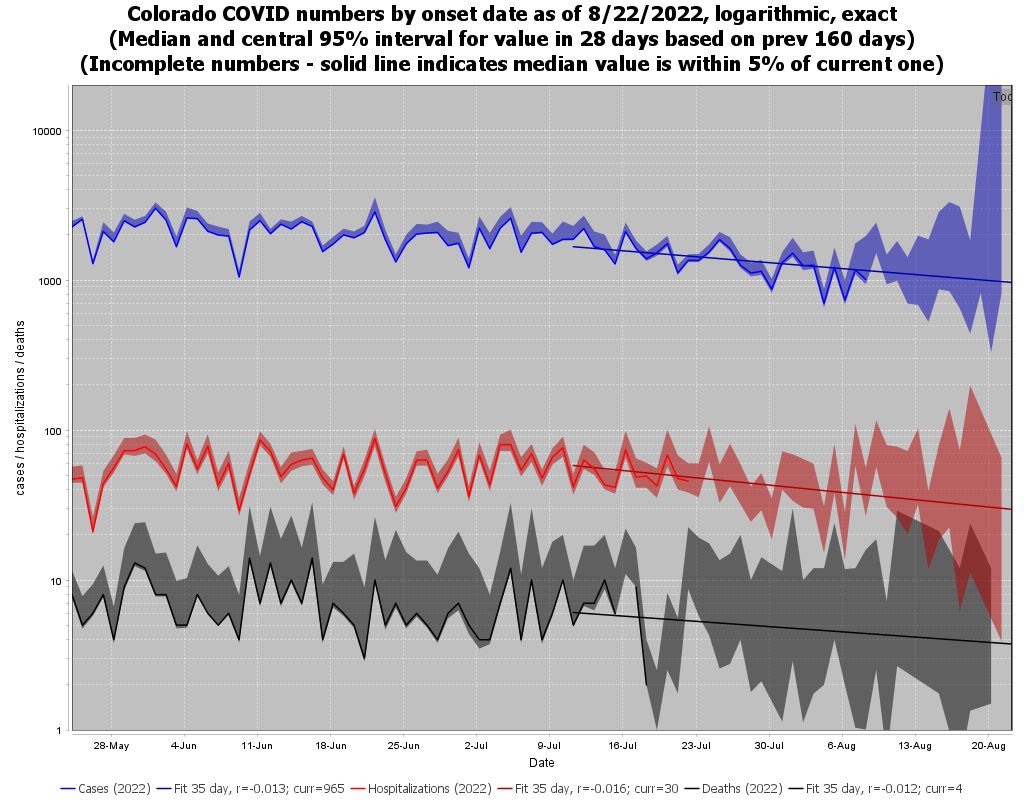 Colorado COVID numbers by onset date as of 8/22/2022, logarithmic, exact
(Median and central 95% interval for value in 28 days based on prev 160 days)
(Incomplete numbers - solid line indicates median value is within 5% of current one)
10000
1000
100
10
1
cases / hospitalizations / deaths
28-May 4-Jun 11-Jun 18-Jun 25-Jun 2-Jul 9-Jul 16-Jul 23-Jul 30-Jul 6-Aug 13-Aug 20-Aug
Date
Cases (2022) Fit 35 day, r=-0.013; curr=965 Hospitalizations (2022) Fit 35 day, r=-0.016; curr=30 Deaths (2022) Fit 35 day, r=-0.012; curr=4